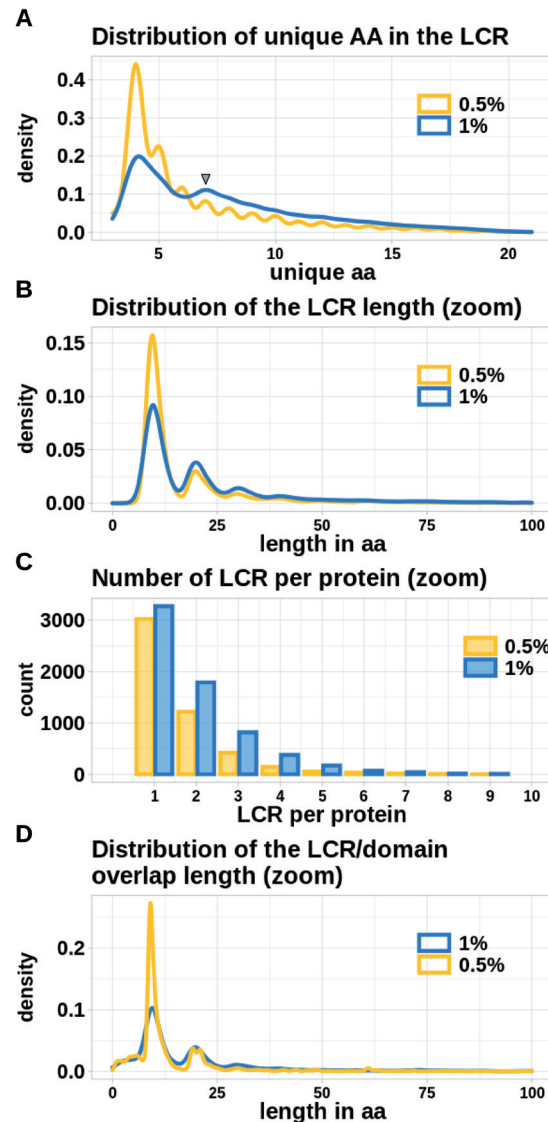 A
Distribution of unique AA in the LCR
0.4
0.3
0.2
0.1
0.0
density
0.5%
1%
5
10
15
20
unique aa
B
Distribution of the LCR length (zoom)
0.15
0.10
0.05
0.00
density
0.5%
1%
0
25
50
75
100
length in aa
C
Number of LCR per protein (zoom)
3000
2000
1000
0
count
0.5%
1%
1
2
3
4
5
6
7
8
9
10
LCR per protein
D
Distribution of the LCR/domain
overlap length (zoom)
0.2
0.1
0.0
density
1%
0.5%
0
25
50
75
100
length in aa